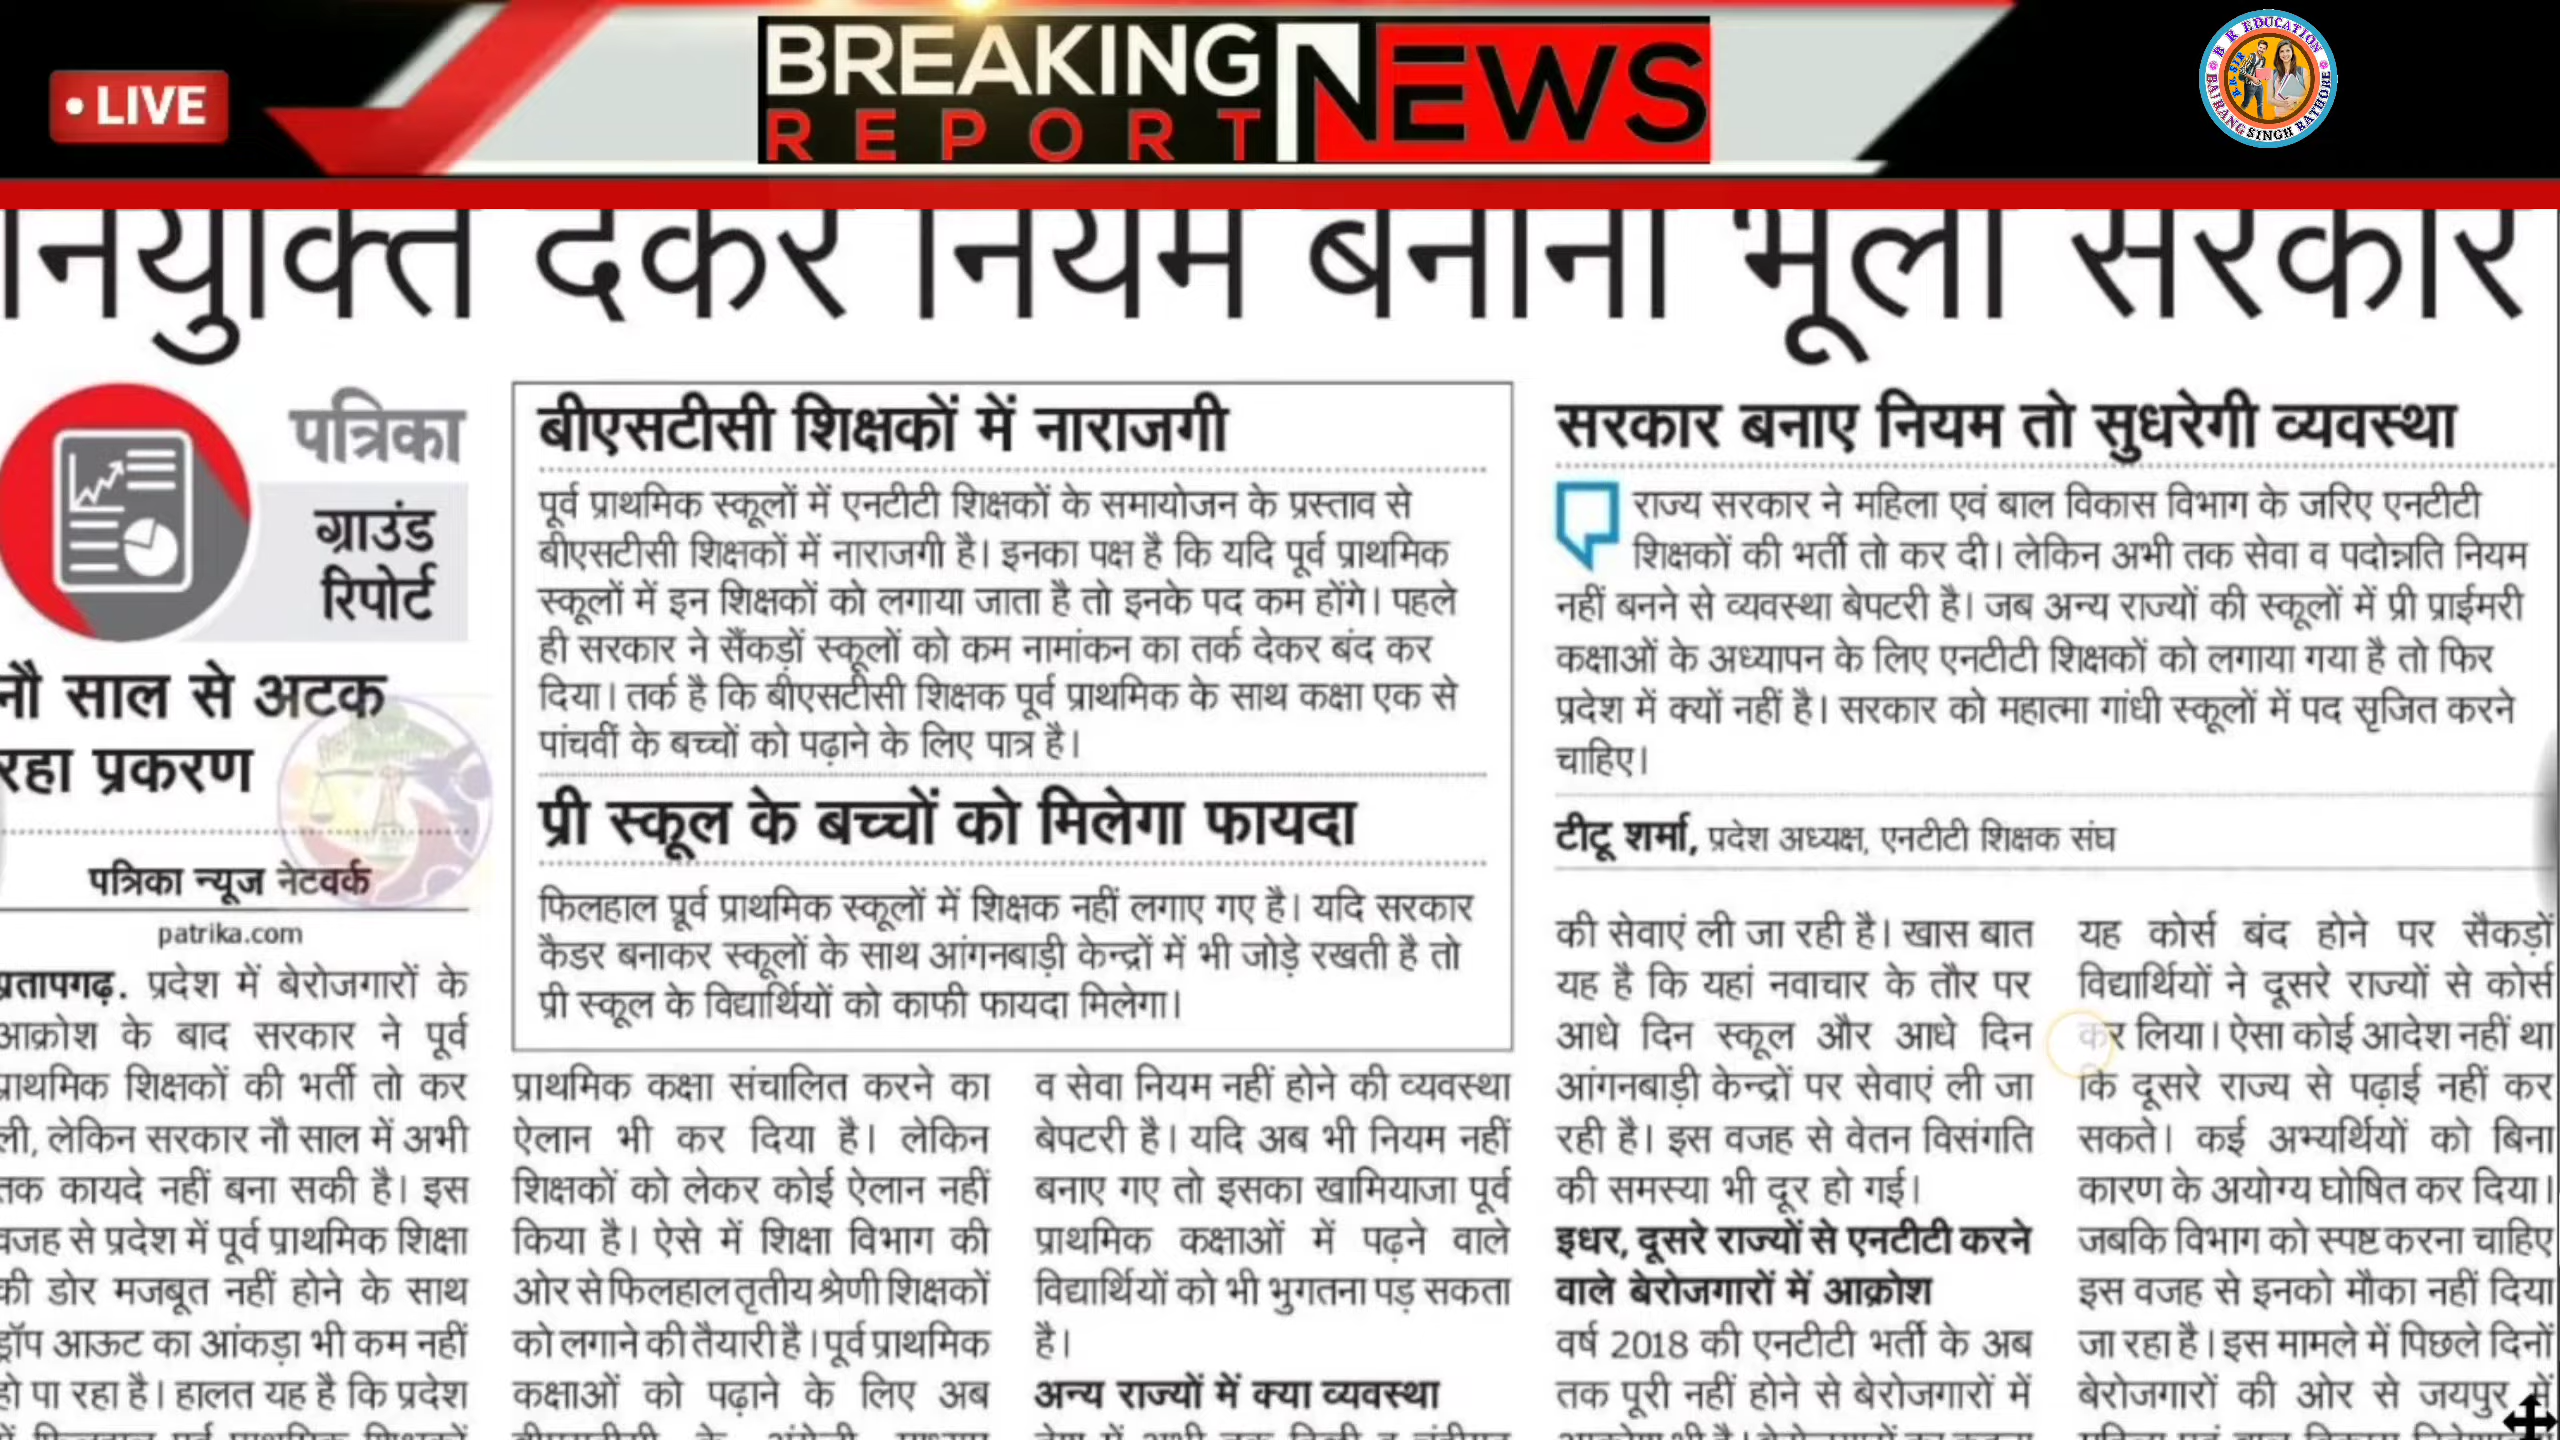 • LIVE
BREAKING
REPORT
NEWS
B R EDUCATION
BR SIR
BAJRANG SINGH RATHORE
नियुक्ति देकर नियम बनाना भूली सरकार
पत्रिका
ग्राउंड
रिपोर्ट
नौ साल से अटक
रहा प्रकरण
पत्रिका न्यूज नेटवर्क
patrika.com
प्रतापगढ़. प्रदेश में बेरोजगारों के
आक्रोश के बाद सरकार ने पूर्व
प्राथमिक शिक्षकों की भर्ती तो कर
ली, लेकिन सरकार नौ साल में अभी
तक कायदे नहीं बना सकी है। इस
वजह से प्रदेश में पूर्व प्राथमिक शिक्षा
की डोर मजबूत नहीं होने के साथ
ड्रॉप आऊट का आंकड़ा भी कम नहीं
हो पा रहा है। हालत यह है कि प्रदेश
बीएसटीसी शिक्षकों में नाराजगी
पूर्व प्राथमिक स्कूलों में एनटीटी शिक्षकों के समायोजन के प्रस्ताव से
बीएसटीसी शिक्षकों में नाराजगी है। इनका पक्ष है कि यदि पूर्व प्राथमिक
स्कूलों में इन शिक्षकों को लगाया जाता है तो इनके पद कम होंगे। पहले
ही सरकार ने सैंकड़ों स्कूलों को कम नामांकन का तर्क देकर बंद कर
दिया। तर्क है कि बीएसटीसी शिक्षक पूर्व प्राथमिक के साथ कक्षा एक से
पांचवीं के बच्चों को पढ़ाने के लिए पात्र है।
प्री स्कूल के बच्चों को मिलेगा फायदा
फिलहाल पूर्व प्राथमिक स्कूलों में शिक्षक नहीं लगाए गए है। यदि सरकार
कैडर बनाकर स्कूलों के साथ आंगनबाड़ी केन्द्रों में भी जोड़े रखती है तो
प्री स्कूल के विद्यार्थियों को काफी फायदा मिलेगा।
प्राथमिक कक्षा संचालित करने का
ऐलान भी कर दिया है। लेकिन
शिक्षकों को लेकर कोई ऐलान नहीं
किया है। ऐसे में शिक्षा विभाग की
ओर से फिलहाल तृतीय श्रेणी शिक्षकों
को लगाने की तैयारी है। पूर्व प्राथमिक
कक्षाओं को पढ़ाने के लिए अब
व सेवा नियम नहीं होने की व्यवस्था
बेपटरी है। यदि अब भी नियम नहीं
बनाए गए तो इसका खामियाजा पूर्व
प्राथमिक कक्षाओं में पढ़ने वाले
विद्यार्थियों को भी भुगतना पड़ सकता
है।
अन्य राज्यों में क्या व्यवस्था
सरकार बनाए नियम तो सुधरेगी व्यवस्था
राज्य सरकार ने महिला एवं बाल विकास विभाग के जरिए एनटीटी
शिक्षकों की भर्ती तो कर दी। लेकिन अभी तक सेवा व पदोन्नति नियम
नहीं बनने से व्यवस्था बेपटरी है। जब अन्य राज्यों की स्कूलों में प्री प्राईमरी
कक्षाओं के अध्यापन के लिए एनटीटी शिक्षकों को लगाया गया है तो फिर
प्रदेश में क्यों नहीं है। सरकार को महात्मा गांधी स्कूलों में पद सृजित करने
चाहिए।
टीटू शर्मा, प्रदेश अध्यक्ष, एनटीटी शिक्षक संघ
की सेवाएं ली जा रही है। खास बात
यह है कि यहां नवाचार के तौर पर
आधे दिन स्कूल और आधे दिन
आंगनबाड़ी केन्द्रों पर सेवाएं ली जा
रही है। इस वजह से वेतन विसंगति
की समस्या भी दूर हो गई।
इधर, दूसरे राज्यों से एनटीटी करने
वाले बेरोजगारों में आक्रोश
वर्ष 2018 की एनटीटी भर्ती के अब
तक पूरी नहीं होने से बेरोजगारों में
यह कोर्स बंद होने पर सैकड़ों
विद्यार्थियों ने दूसरे राज्यों से कोर्स
कर लिया। ऐसा कोई आदेश नहीं था
कि दूसरे राज्य से पढ़ाई नहीं कर
सकते। कई अभ्यर्थियों को बिना
कारण के अयोग्य घोषित कर दिया।
जबकि विभाग को स्पष्ट करना चाहिए
इस वजह से इनको मौका नहीं दिया
जा रहा है। इस मामले में पिछले दिनों
बेरोजगारों की ओर से जयपुर में